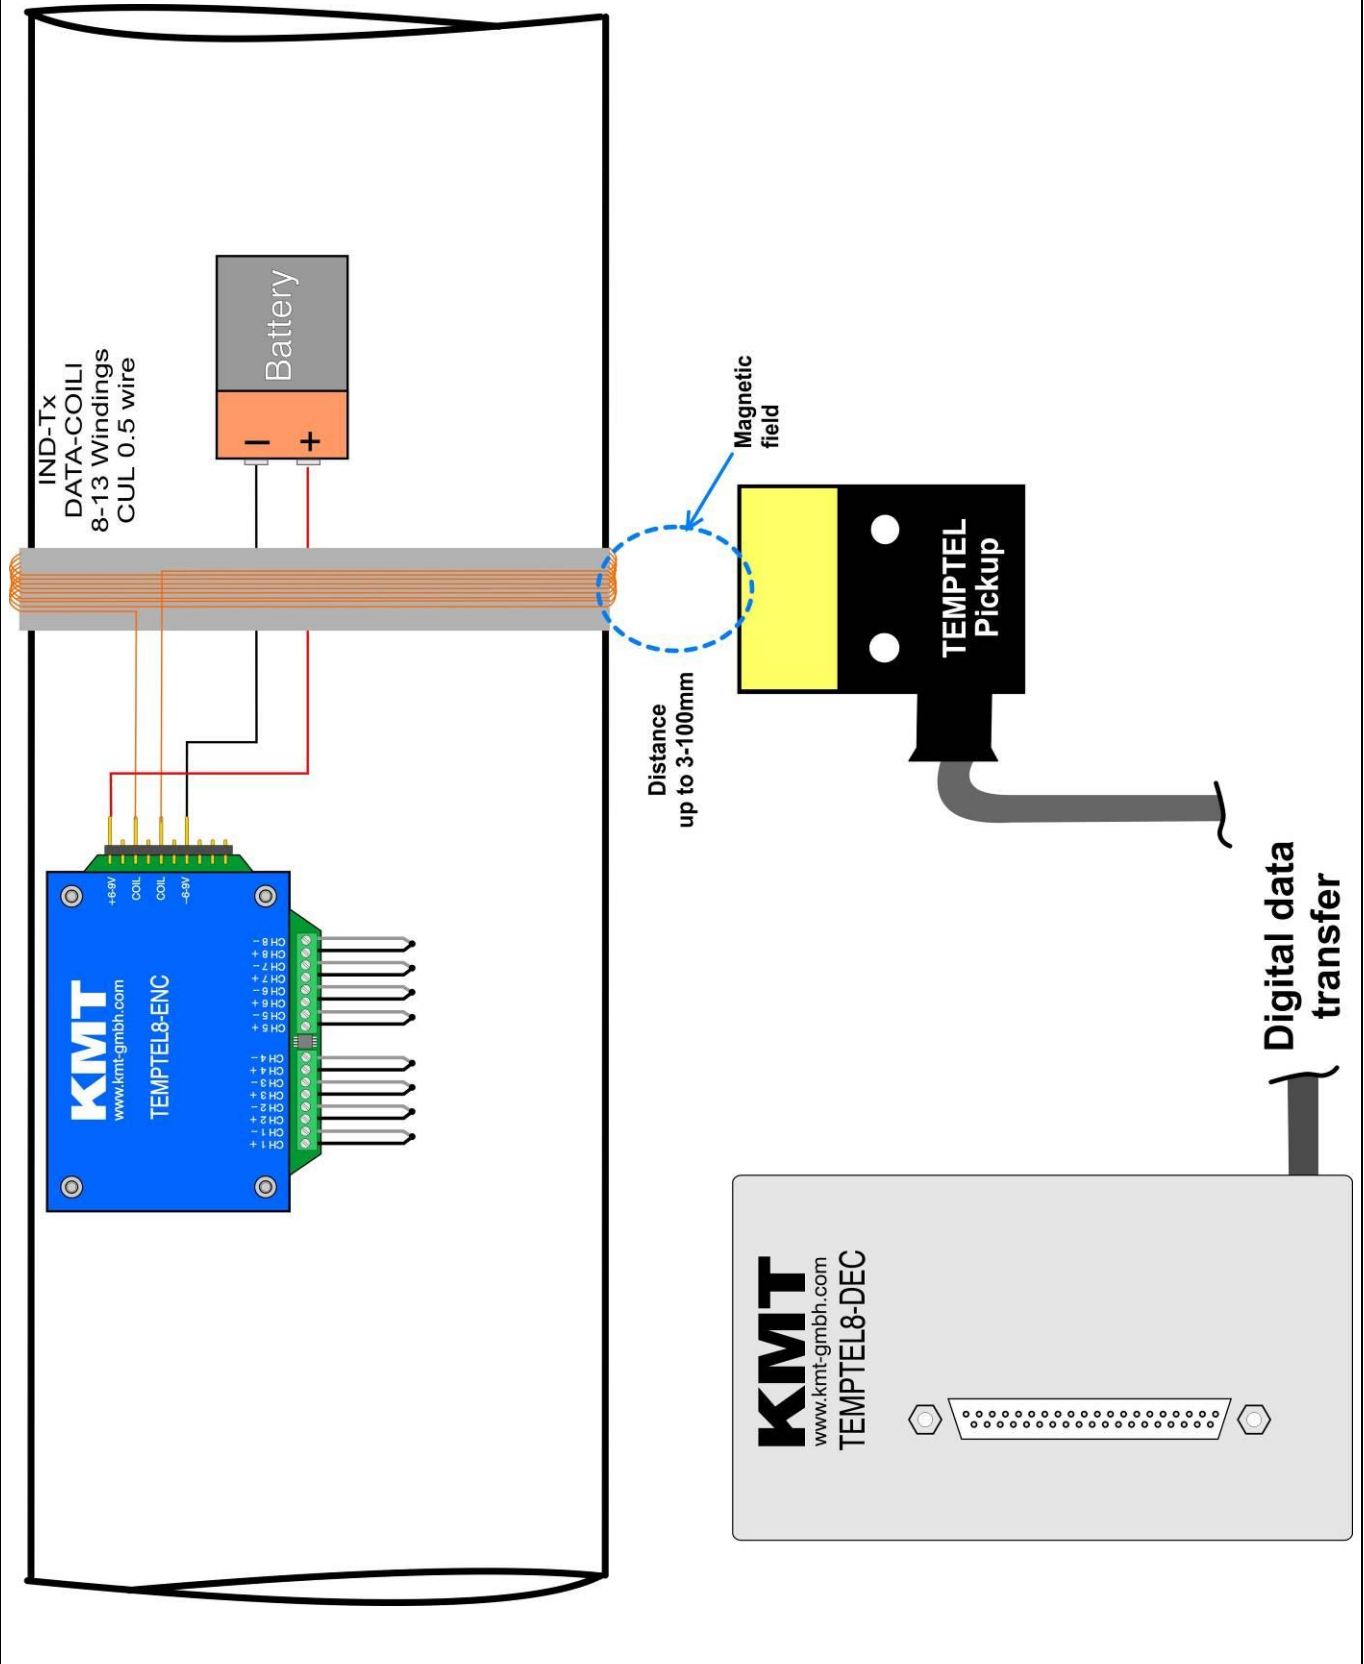 IND-Tx
DATA-COILI
8-13 Windings
CUL 0.5 wire
Battery
–
+
Magnetic
field
Distance
up to 3-100mm
TEMPTEL
Pickup
+6-9V
COIL
COIL
–6-9V
KMT
www.kmt-gmbh.com
TEMPTEL8-ENC
CH 8 -
CH 8 +
CH 7 -
CH 7 +
CH 6 -
CH 6 +
CH 5 -
CH 5 +
CH 4 -
CH 4 +
CH 3 -
CH 3 +
CH 2 -
CH 2 +
CH 1 -
CH 1 +
Digital data
transfer
KMT
www.kmt-gmbh.com
TEMPTEL8-DEC